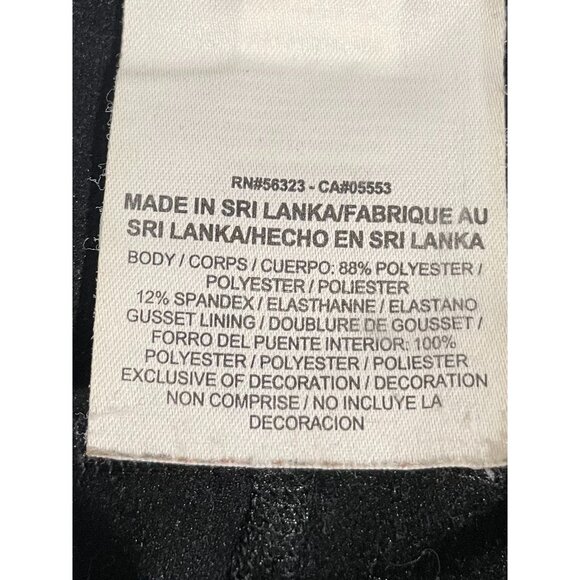 RN#56323 - CA#05553
MADE IN SRI LANKA/FABRIQUE AU
SRI LANKA/HECHO EN SRI LANKA
BODY / CORPS / CUERPO: 88% POLYESTER /
POLYESTER / POLIESTER
12% SPANDEX / ELASTHANNE / ELASTANO
GUSSET LINING / DOUBLURE DE GOUSSET /
FORRO DEL PUENTE INTERIOR: 100%
POLYESTER / POLYESTER / POLIESTER
EXCLUSIVE OF DECORATION / DECORATION
NON COMPRISE / NO INCLUYE LA
DECORACION